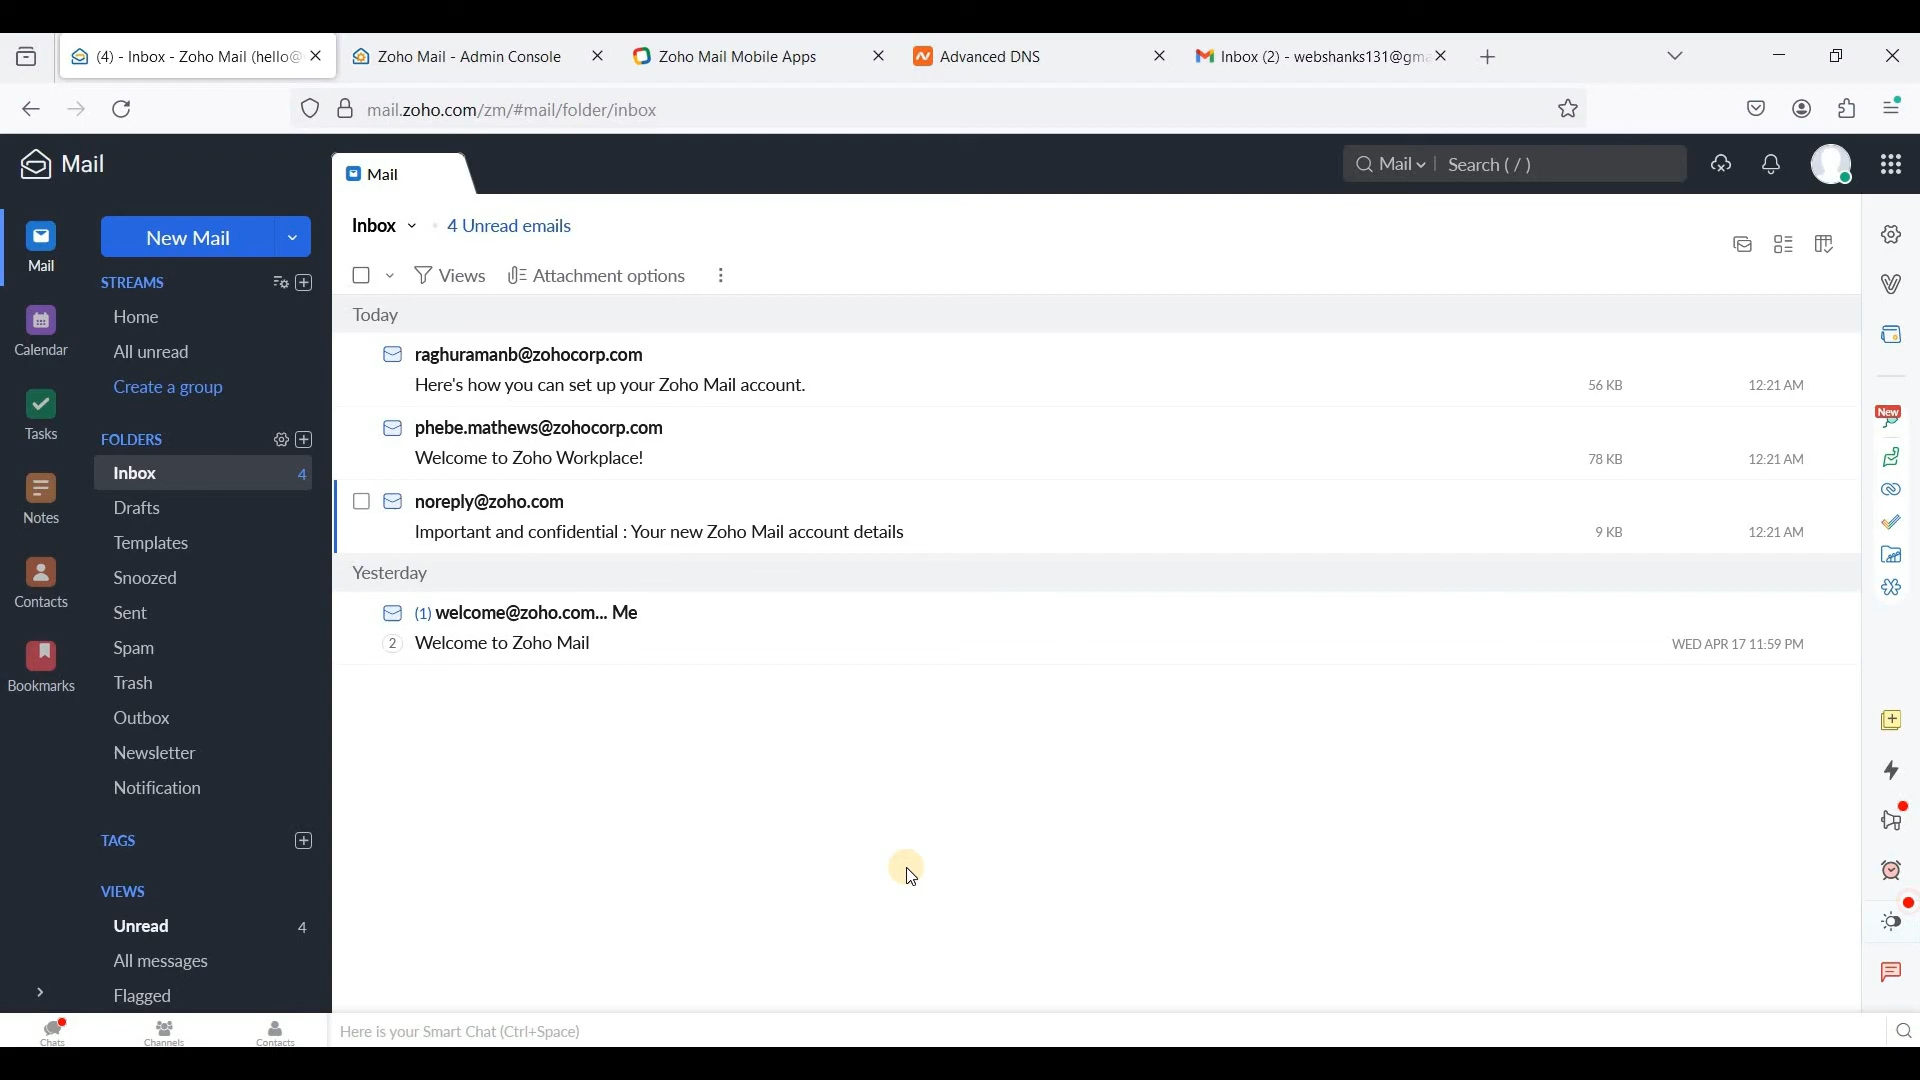 (4) - Inbox - Zoho Mail (hello@
Zoho Mail - Admin Console
Zoho Mail Mobile Apps
Advanced DNS
Inbox (2) - webshanks131@gma
mail.zoho.com/zm/#mail/folder/inbox
Mail
Mail
Mail
Search ( / )
Mail
Calendar
Tasks
Notes
Contacts
Bookmarks
New Mail
STREAMS
Home
All unread
Create a group
FOLDERS
Inbox 4
Drafts
Templates
Snoozed
Sent
Spam
Trash
Outbox
Newsletter
Notification
TAGS
VIEWS
Unread 4
All messages
Flagged
Inbox
4 Unread emails
Views
Attachment options
Today
raghuramanb@zohocorp.com
Here's how you can set up your Zoho Mail account. 56 KB 12:21 AM
phebe.mathews@zohocorp.com
Welcome to Zoho Workplace! 78 KB 12:21 AM
noreply@zoho.com
Important and confidential : Your new Zoho Mail account details 9 KB 12:21 AM
Yesterday
(1) welcome@zoho.com... Me
2 Welcome to Zoho Mail WED APR 17 11:59 PM
New
Chats
Channels
Contacts
Here is your Smart Chat (Ctrl+Space)